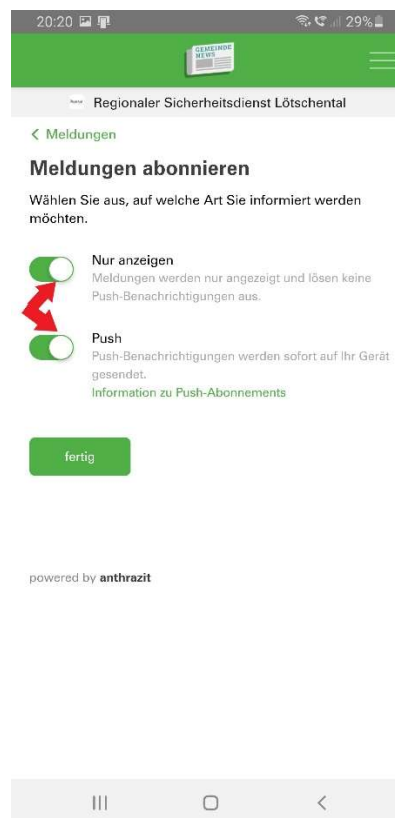 20:20 29%
GEMEINDE
NEWS
Regionaler Sicherheitsdienst Lötschental
< Meldungen
Meldungen abonnieren
Wählen Sie aus, auf welche Art Sie informiert werden
möchten.
Nur anzeigen
Meldungen werden nur angezeigt und lösen keine
Push-Benachrichtigungen aus.
Push
Push-Benachrichtigungen werden sofort auf Ihr Gerät
gesendet.
Information zu Push-Abonnements
fertig
powered by anthrazit